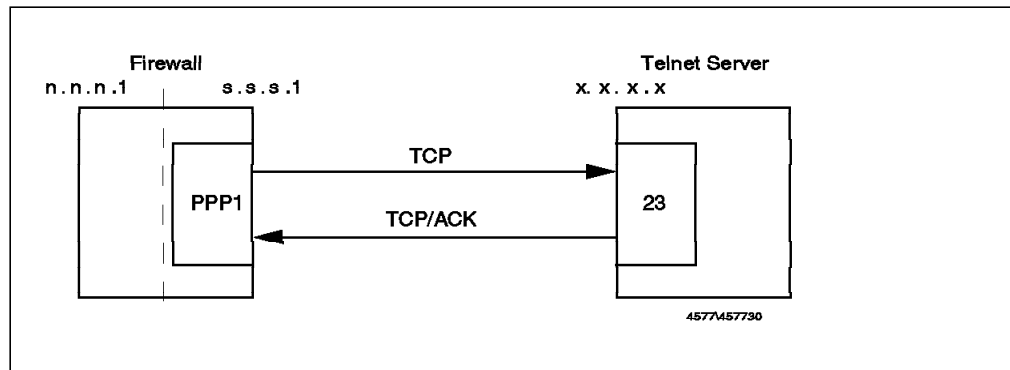 Firewall
Telnet Server
n.n.n.1
s.s.s.1
x.x.x.x
TCP
PPP1
23
TCP/ACK
4577\457730